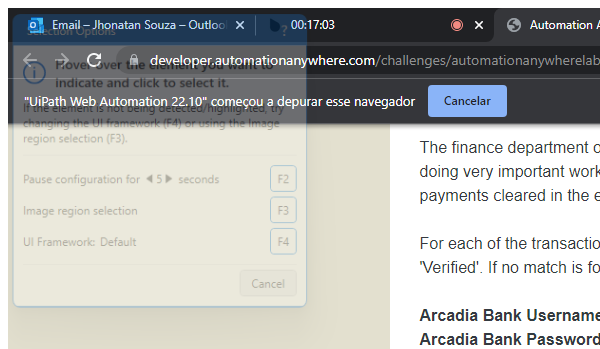 Email – Jhonatan Souza – Outloo
00:17:03
Automation A
Selection Options
?
developer.automationanywhere.com/challenges/automationanywherelab
Hover over the element you want to
indicate and click to select it.
"UiPath Web Automation 22.10" começou a depurar esse navegador
Cancelar
If the element is not being detected/highlighted, try
changing the UI framework (F4) or using the Image
region selection (F3).
Pause configuration for 5 seconds
F2
Image region selection
F3
UI Framework: Default
F4
Cancel
The finance department o
doing very important work
payments cleared in the e
For each of the transactio
'Verified'. If no match is fo
Arcadia Bank Username
Arcadia Bank Password